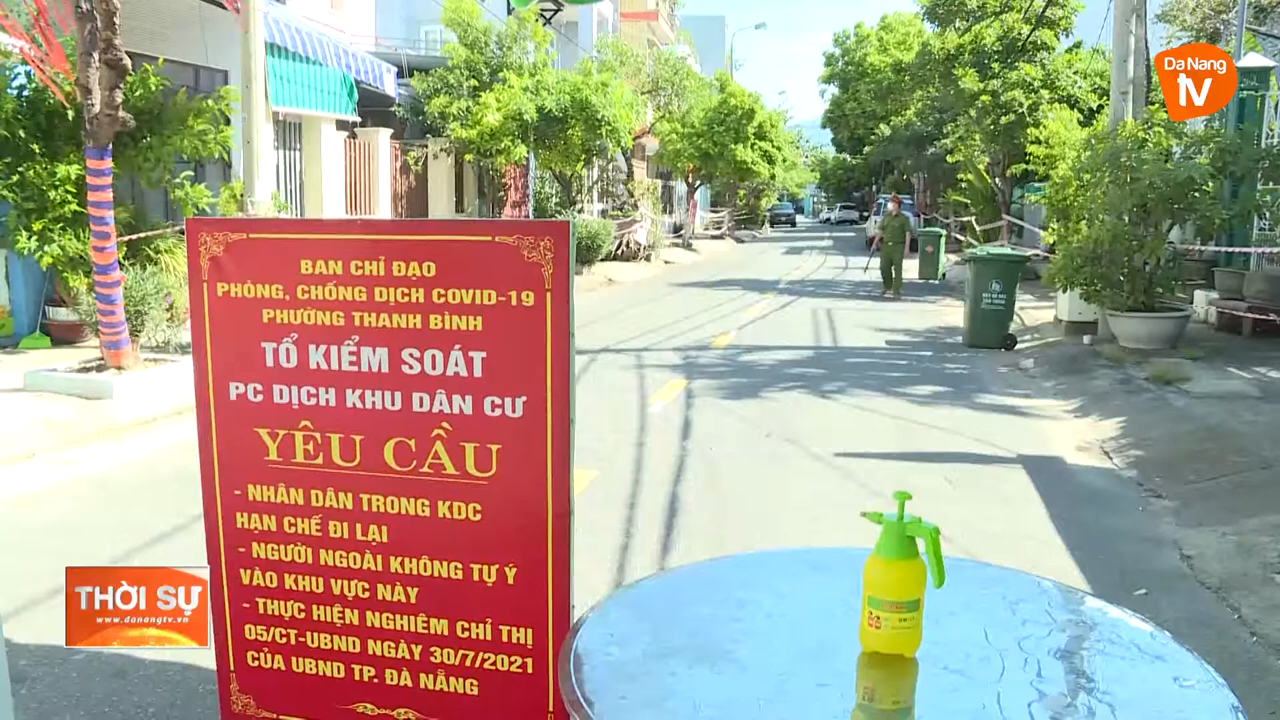 Da Nang
tv
BAN CHỈ ĐẠO
PHÒNG, CHỐNG DỊCH COVID-19
PHƯỜNG THANH BÌNH
TỔ KIỂM SOÁT
PC DỊCH KHU DÂN CƯ
YÊU CẦU
- NHÂN DÂN TRONG KDC
HẠN CHẾ ĐI LẠI
- NGƯỜI NGOÀI KHÔNG TỰ Ý
VÀO KHU VỰC NÀY
- THỰC HIỆN NGHIÊM CHỈ THỊ
05/CT-UBND NGÀY 30/7/2021
CỦA UBND TP. ĐÀ NẴNG
THỜI SỰ
www.danangtv.vn